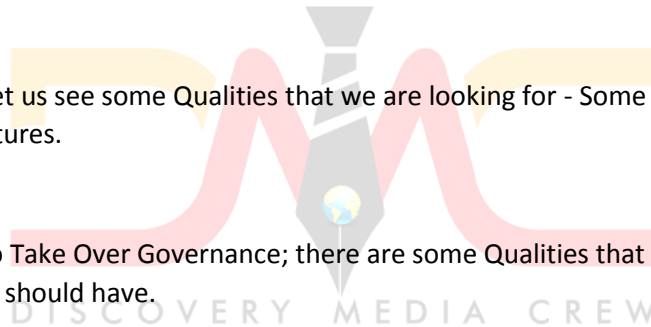 et us see some Qualities that we are looking for - Some
tures.
Take Over Governance; there are some Qualities that
should have.
DISCOVERY MEDIA CREW